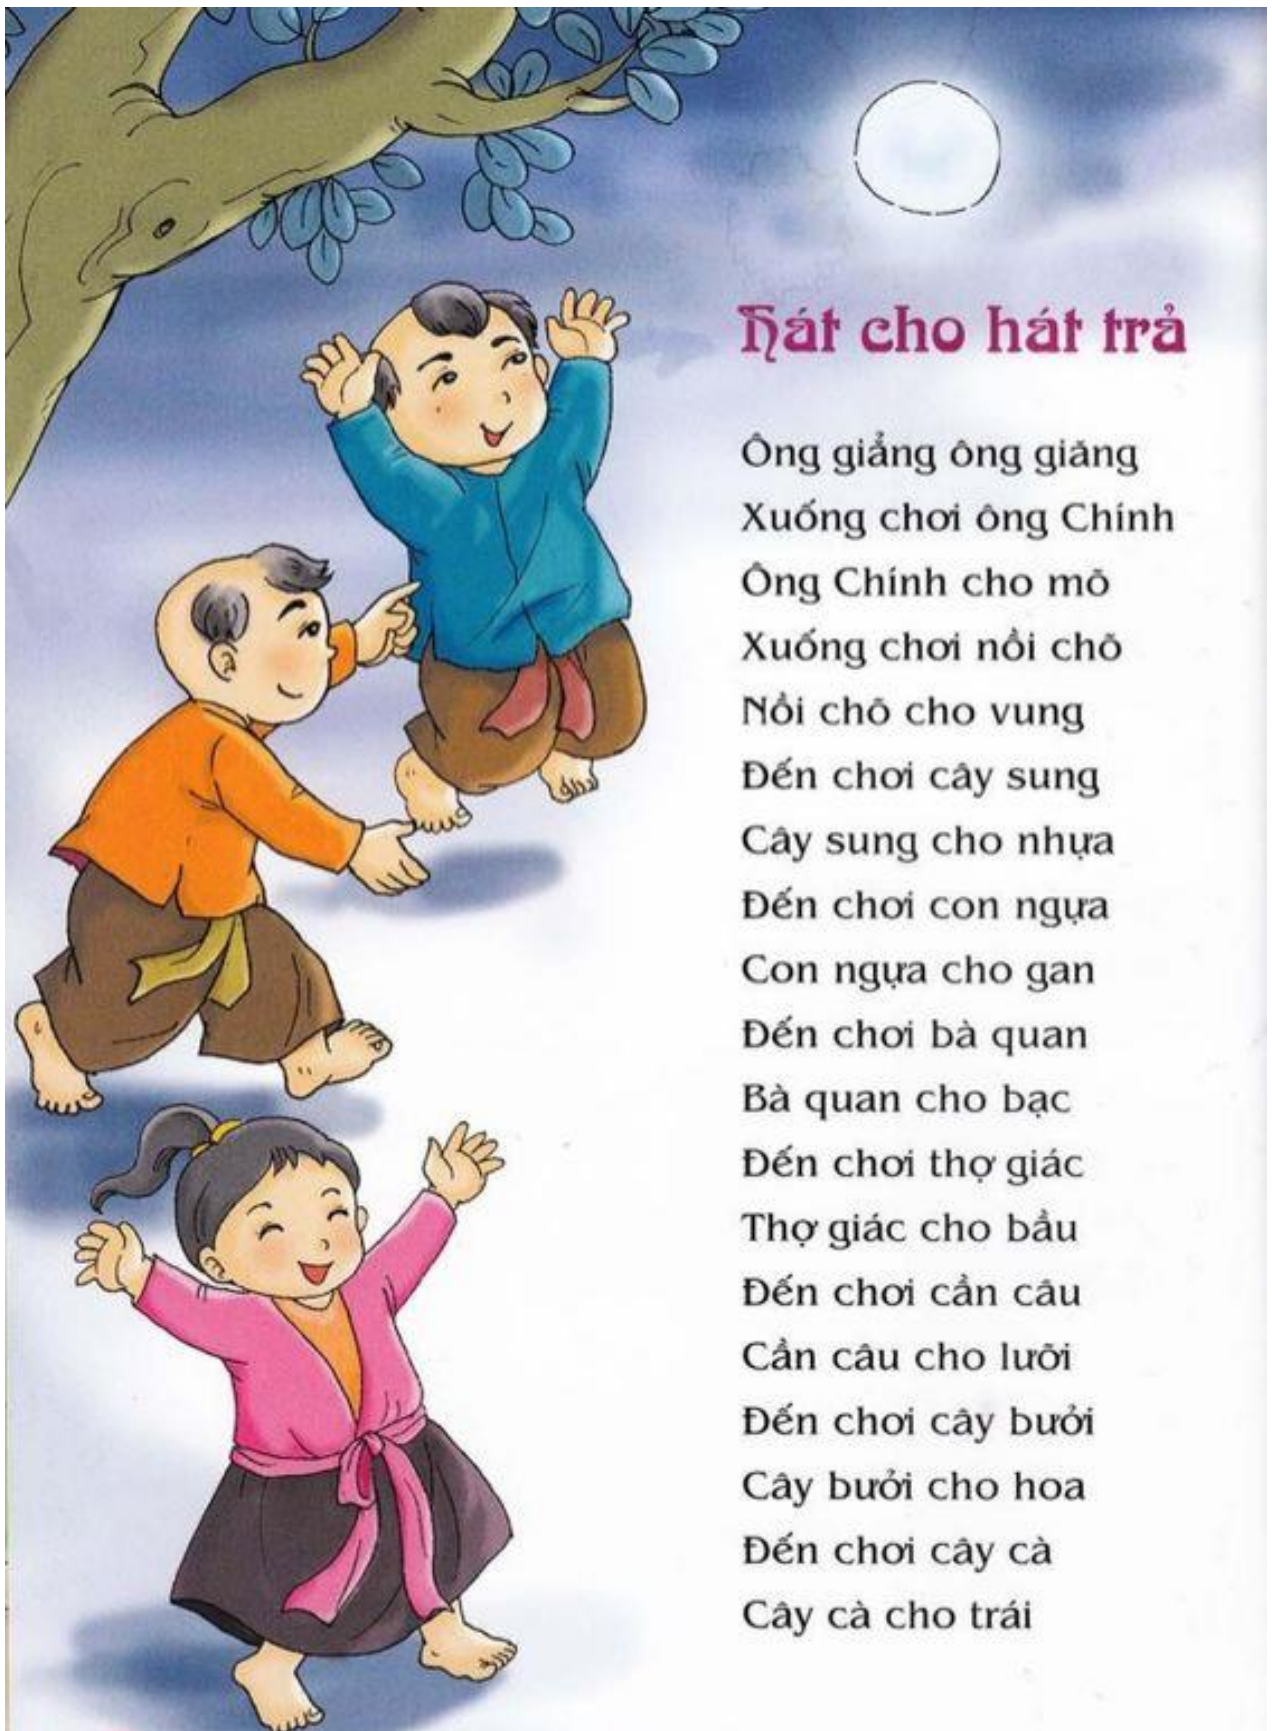 Hát cho hát trả
Ông giẳng ông giăng
Xuống chơi ông Chính
Ông Chính cho mõ
Xuống chơi nồi chõ
Nồi chõ cho vung
Đến chơi cây sung
Cây sung cho nhựa
Đến chơi con ngựa
Con ngựa cho gan
Đến chơi bà quan
Bà quan cho bạc
Đến chơi thợ giác
Thợ giác cho bầu
Đến chơi cần câu
Cần câu cho lưỡi
Đến chơi cây bưởi
Cây bưởi cho hoa
Đến chơi cây cà
Cây cà cho trái